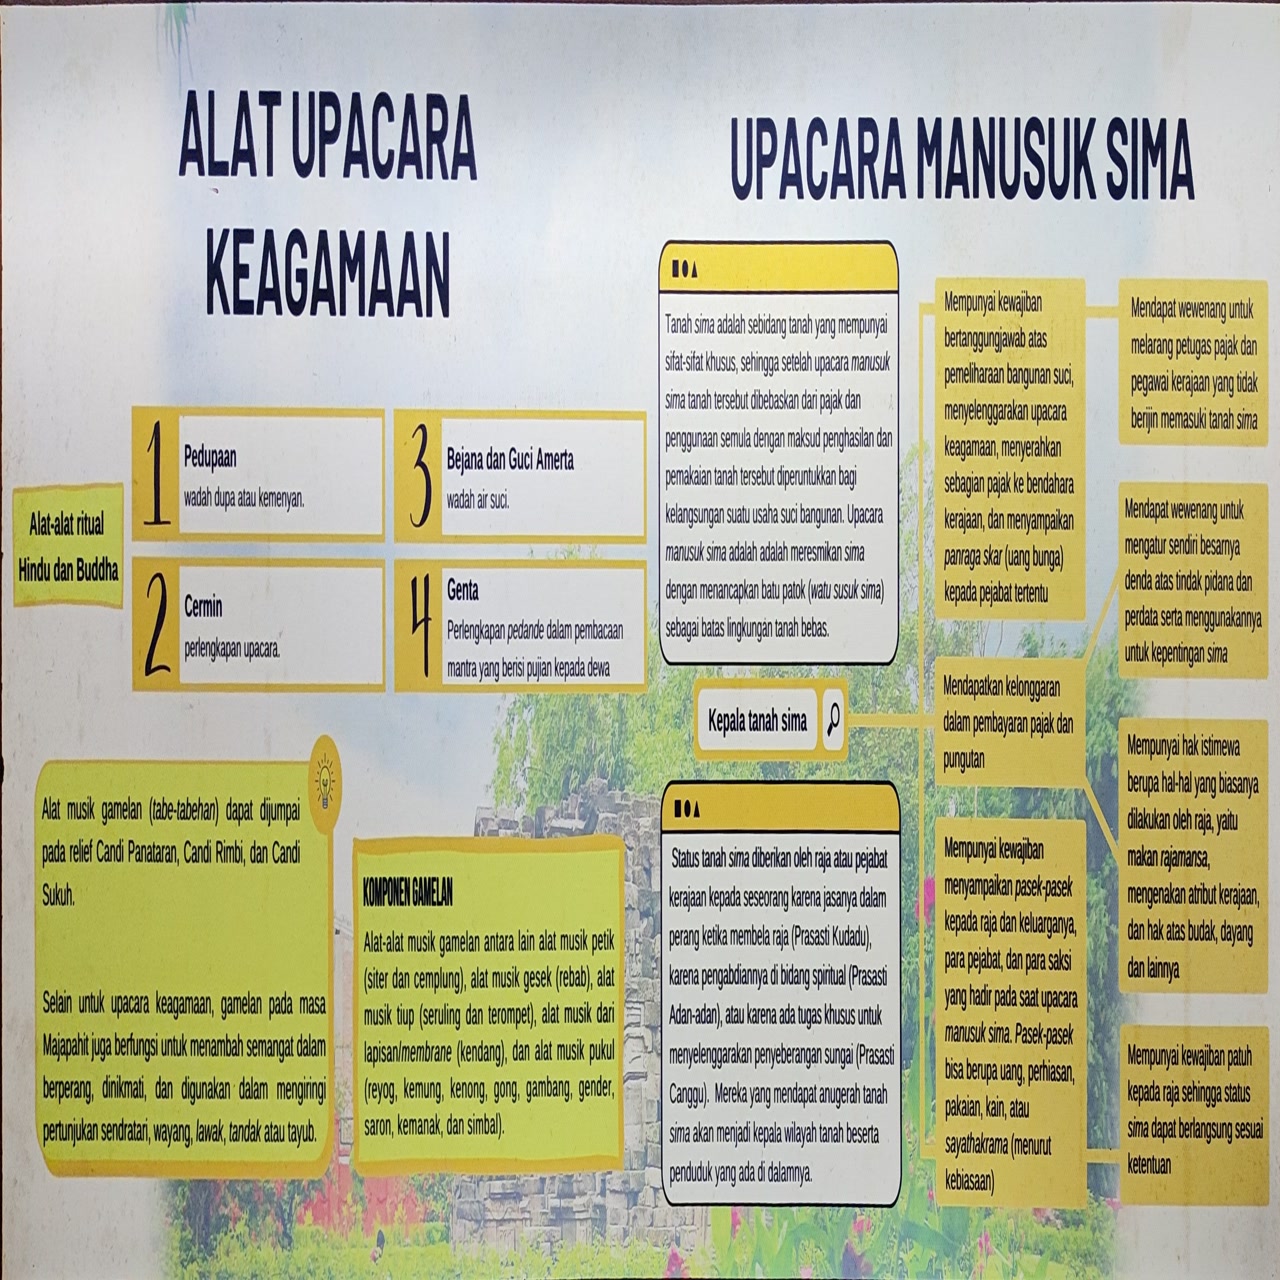 ALAT UPACARA
KEAGAMAAN
Alat-alat ritual
Hindu dan Buddha
1
Pedupaan
wadah dupa atau kemenyan.
2
Cermin
perlengkapan upacara.
3
Bejana dan Guci Amerta
wadah air suci.
4
Genta
Perlengkapan pedande dalam pembacaan
mantra yang berisi pujian kepada dewa
Alat musik gamelan (tabe-tabehan) dapat dijumpai
pada relief Candi Panataran, Candi Rimbi, dan Candi
Sukuh.
Selain untuk upacara keagamaan, gamelan pada masa
Majapahit juga berfungsi untuk menambah semangat dalam
berperang, dinikmati, dan digunakan dalam mengiringi
pertunjukan sendratari, wayang, lawak, tandak atau tayub.
KOMPONEN GAMELAN
Alat-alat musik gamelan antara lain alat musik petik
(siter dan cemplung), alat musik gesek (rebab), alat
musik tiup (seruling dan terompet), alat musik dari
lapisan/membrane (kendang), dan alat musik pukul
(reyog, kemung, kenong, gong, gambang, gender,
saron, kemanak, dan simbal).
UPACARA MANUSUK SIMA
Tanah sima adalah sebidang tanah yang mempunyai
sifat-sifat khusus, sehingga setelah upacara manusuk
sima tanah tersebut dibebaskan dari pajak dan
penggunaan semula dengan maksud penghasilan dan
pemakaian tanah tersebut diperuntukkan bagi
kelangsungan suatu usaha suci bangunan. Upacara
manusuk sima adalah adalah meresmikan sima
dengan menancapkan batu patok (watu susuk sima)
sebagai batas lingkungan tanah bebas.
Kepala tanah sima
Status tanah sima diberikan oleh raja atau pejabat
kerajaan kepada seseorang karena jasanya dalam
perang ketika membela raja (Prasasti Kudadu),
karena pengabdiannya di bidang spiritual (Prasasti
Adan-adan), atau karena ada tugas khusus untuk
menyelenggarakan penyeberangan sungai (Prasasti
Canggu). Mereka yang mendapat anugerah tanah
sima akan menjadi kepala wilayah tanah beserta
penduduk yang ada di dalamnya.
Mempunyai kewajiban
bertanggungjawab atas
pemeliharaan bangunan suci,
menyelenggarakan upacara
keagamaan, menyerahkan
sebagian pajak ke bendahara
kerajaan, dan menyampaikan
panraga skar (uang bunga)
kepada pejabat tertentu
Mendapatkan kelonggaran
dalam pembayaran pajak dan
pungutan
Mempunyai kewajiban
menyampaikan pasek-pasek
kepada raja dan keluarganya,
para pejabat, dan para saksi
yang hadir pada saat upacara
manusuk sima. Pasek-pasek
bisa berupa uang, perhiasan,
pakaian, kain, atau
sayathakrama (menurut
kebiasaan)
Mendapat wewenang untuk
melarang petugas pajak dan
pegawai kerajaan yang tidak
berijin memasuki tanah sima
Mendapat wewenang untuk
mengatur sendiri besarnya
denda atas tindak pidana dan
perdata serta menggunakannya
untuk kepentingan sima
Mempunyai hak istimewa
berupa hal-hal yang biasanya
dilakukan oleh raja, yaitu
makan rajamansa,
mengenakan atribut kerajaan,
dan hak atas budak, dayang
dan lainnya
Mempunyai kewajiban patuh
kepada raja sehingga status
sima dapat berlangsung sesuai
ketentuan